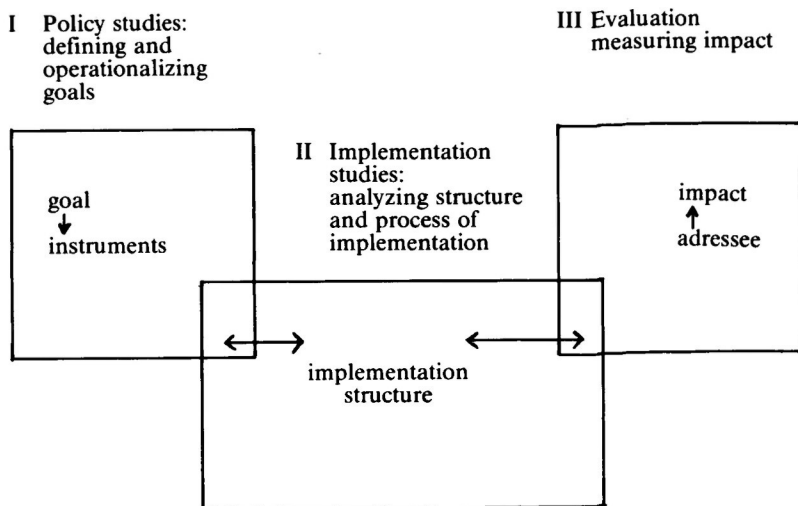 I Policy studies:
defining and
operationalizing
goals
goal
instruments
II Implementation
studies:
analyzing structure
and process of
implementation
implementation
structure
III Evaluation
measuring impact
impact
adressee